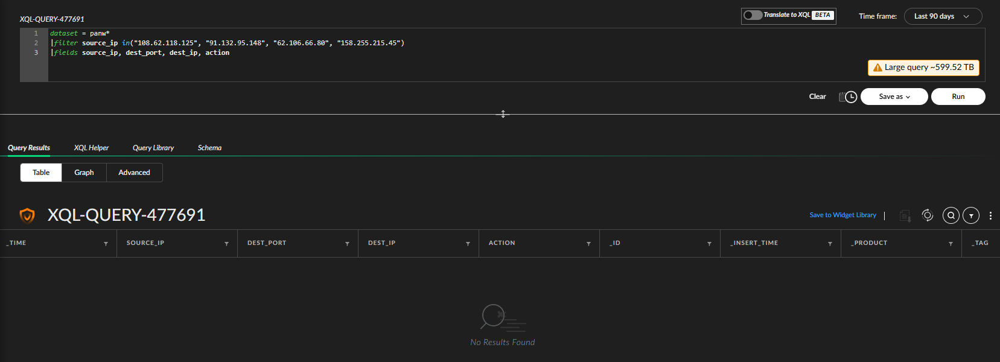 XQL-QUERY-477691
Translate to XQL BETA
Time frame: Last 90 days
1 dataset = panw*
2 |filter source_ip in("108.62.118.125", "91.132.95.148", "62.106.66.80", "158.255.215.45")
3 |fields source_ip, dest_port, dest_ip, action
Large query ~599.52 TB
Clear Save as Run
Query Results XQL Helper Query Library Schema
Table Graph Advanced
XQL-QUERY-477691
Save to Widget Library |
_TIME SOURCE_IP DEST_PORT DEST_IP ACTION _ID _INSERT_TIME _PRODUCT _TAG
No Results Found